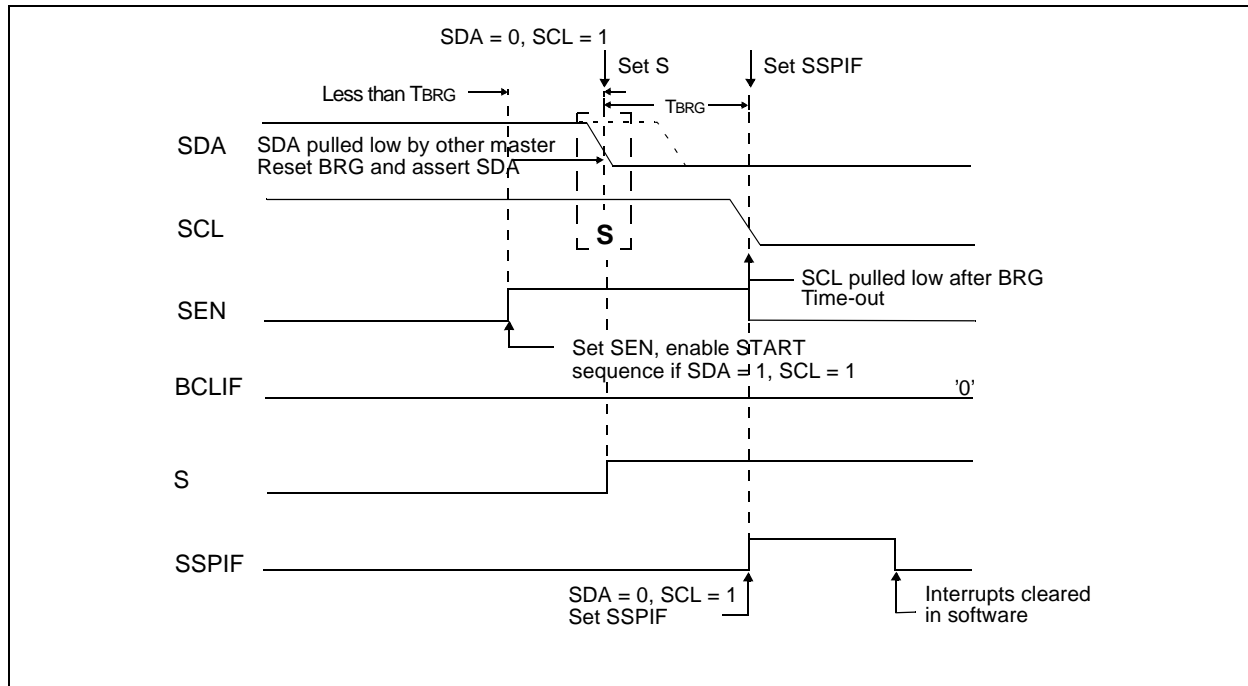 SDA = 0, SCL = 1
Set S
Set SSPIF
Less than TBRG
TBRG
SDA
SDA pulled low by other master
Reset BRG and assert SDA
SCL
S
SCL pulled low after BRG
Time-out
SEN
Set SEN, enable START
sequence if SDA = 1, SCL = 1
BCLIF
'0'
S
SSPIF
SDA = 0, SCL = 1
Set SSPIF
Interrupts cleared
in software